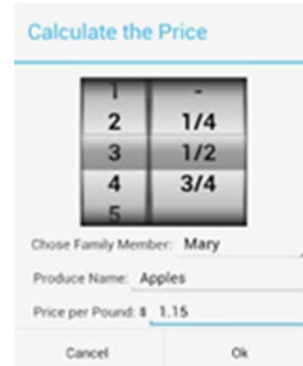 Calculate the Price
1 -
2 1/4
3 1/2
4 3/4
5
Chose Family Member: Mary
Produce Name: Apples
Price per Pound: $ 1.15
Cancel Ok